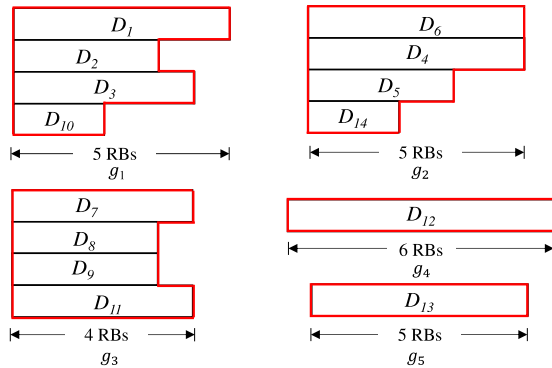 D1
D2
D3
D10
5 RBs
g1
D6
D4
D5
D14
5 RBs
g2
D7
D8
D9
D11
4 RBs
g3
D12
6 RBs
g4
D13
5 RBs
g5